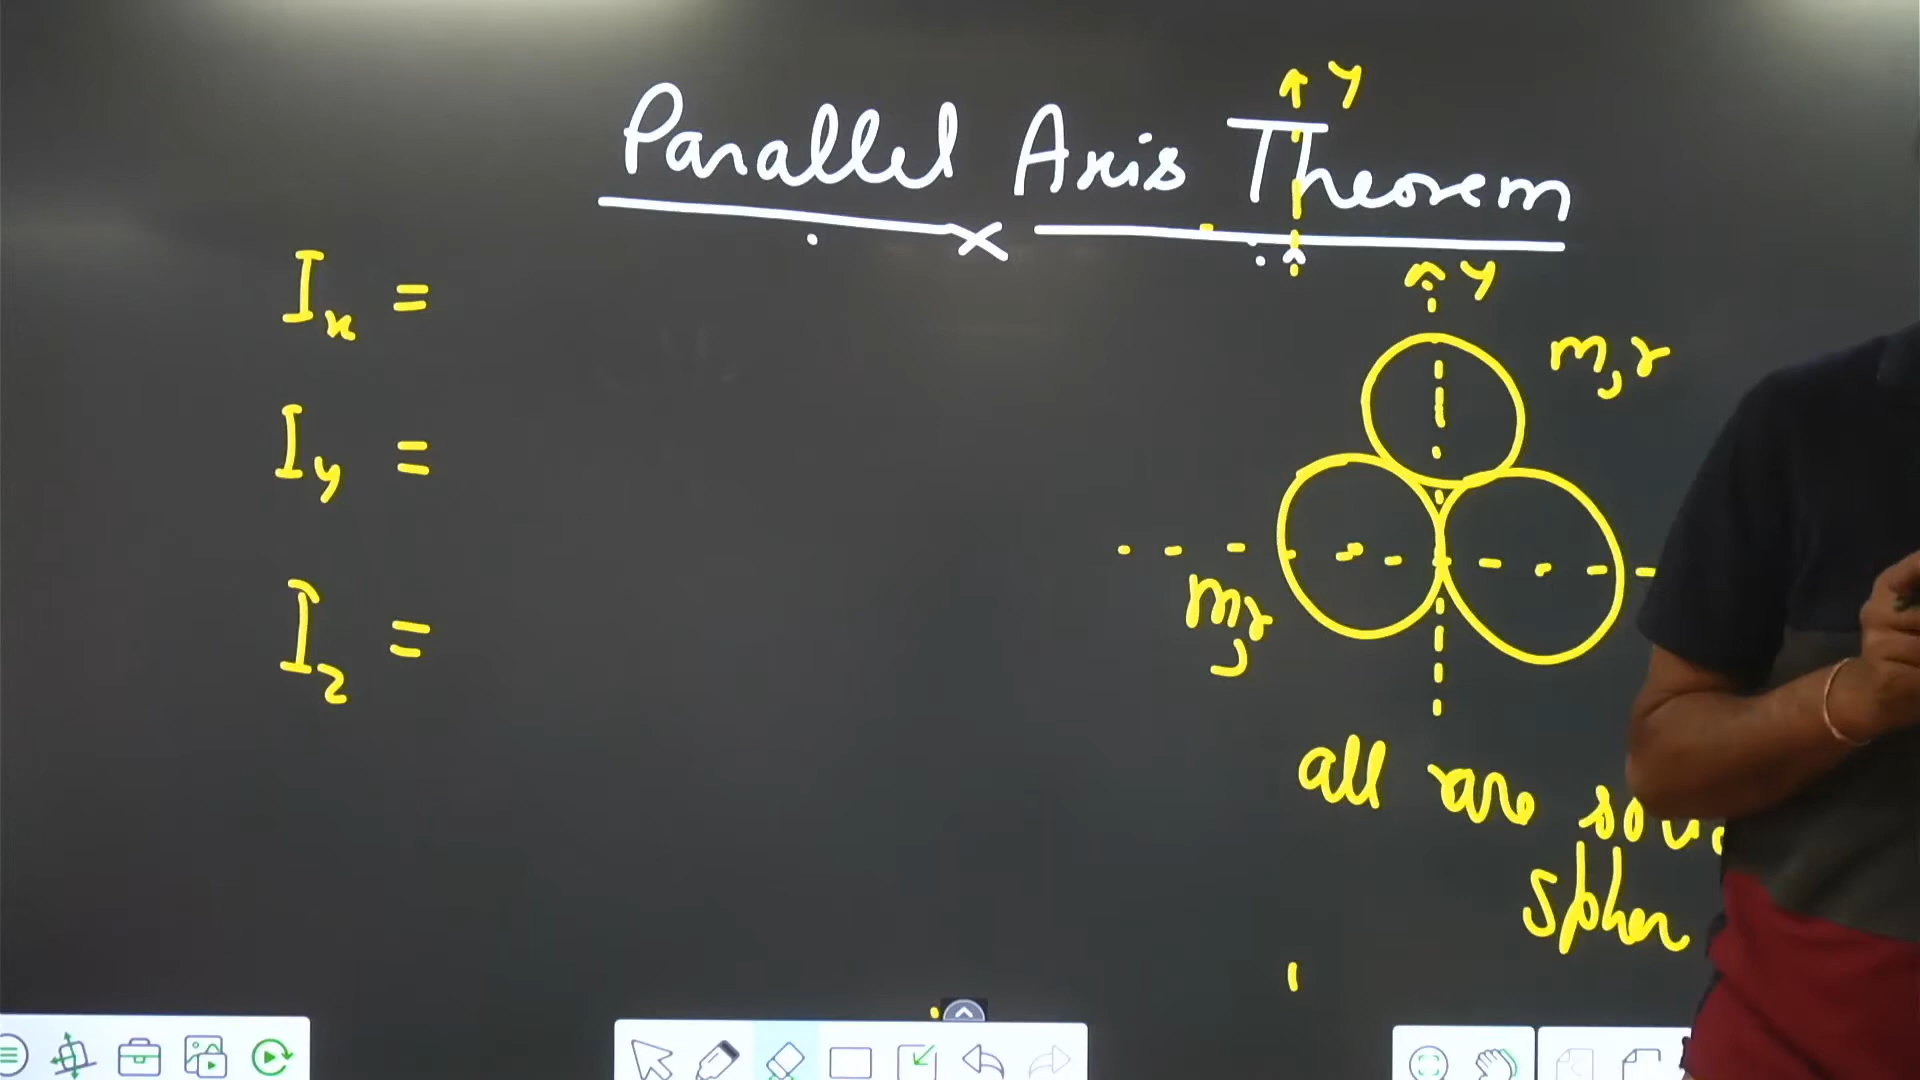 Y
Parallel Axis Theorem
Y
Ix =
m, r
Iy =
m, r
Iz =
all are
spher